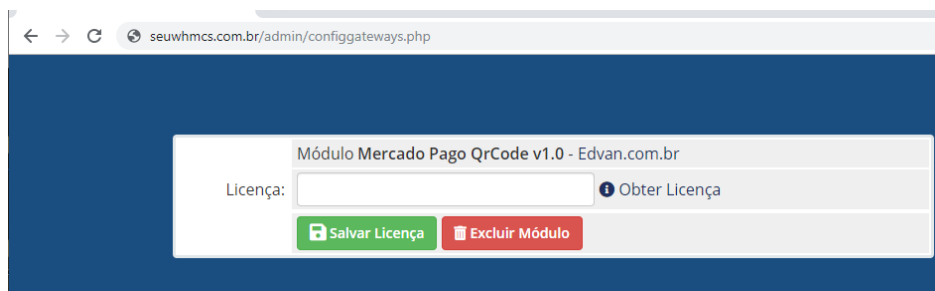 seuwhmcs.com.br/admin/configgateways.php
Módulo Mercado Pago QrCode v1.0 - Edvan.com.br
Licença: Obter Licença
Salvar Licença Excluir Módulo